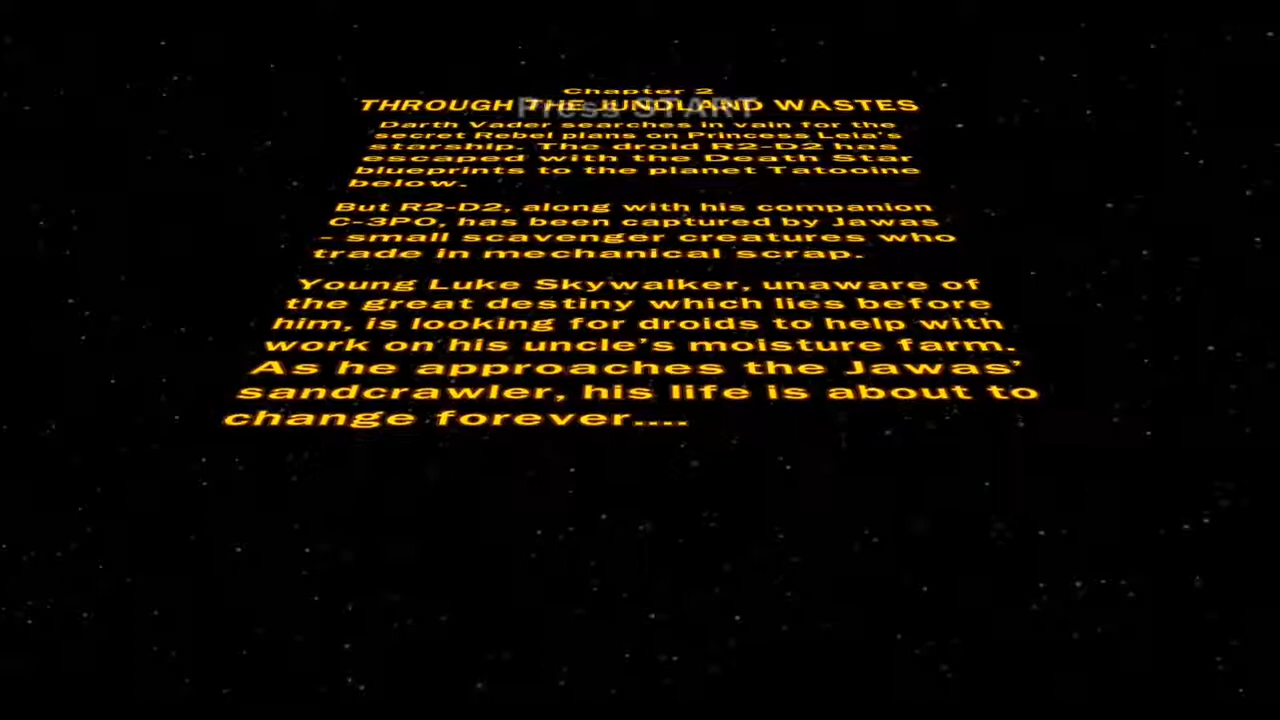 Chapter 2
THROUGH THE JUNDLAND WASTES
Press START
Darth Vader searches in vain for the
secret Rebel plans on Princess Leia's
starship. The droid R2-D2 has
escaped with the Death Star
blueprints to the planet Tatooine
below.
But R2-D2, along with his companion
C-3PO, has been captured by Jawas
- small scavenger creatures who
trade in mechanical scrap.
Young Luke Skywalker, unaware of
the great destiny which lies before
him, is looking for droids to help with
work on his uncle's moisture farm.
As he approaches the Jawas'
sandcrawler, his life is about to
change forever....